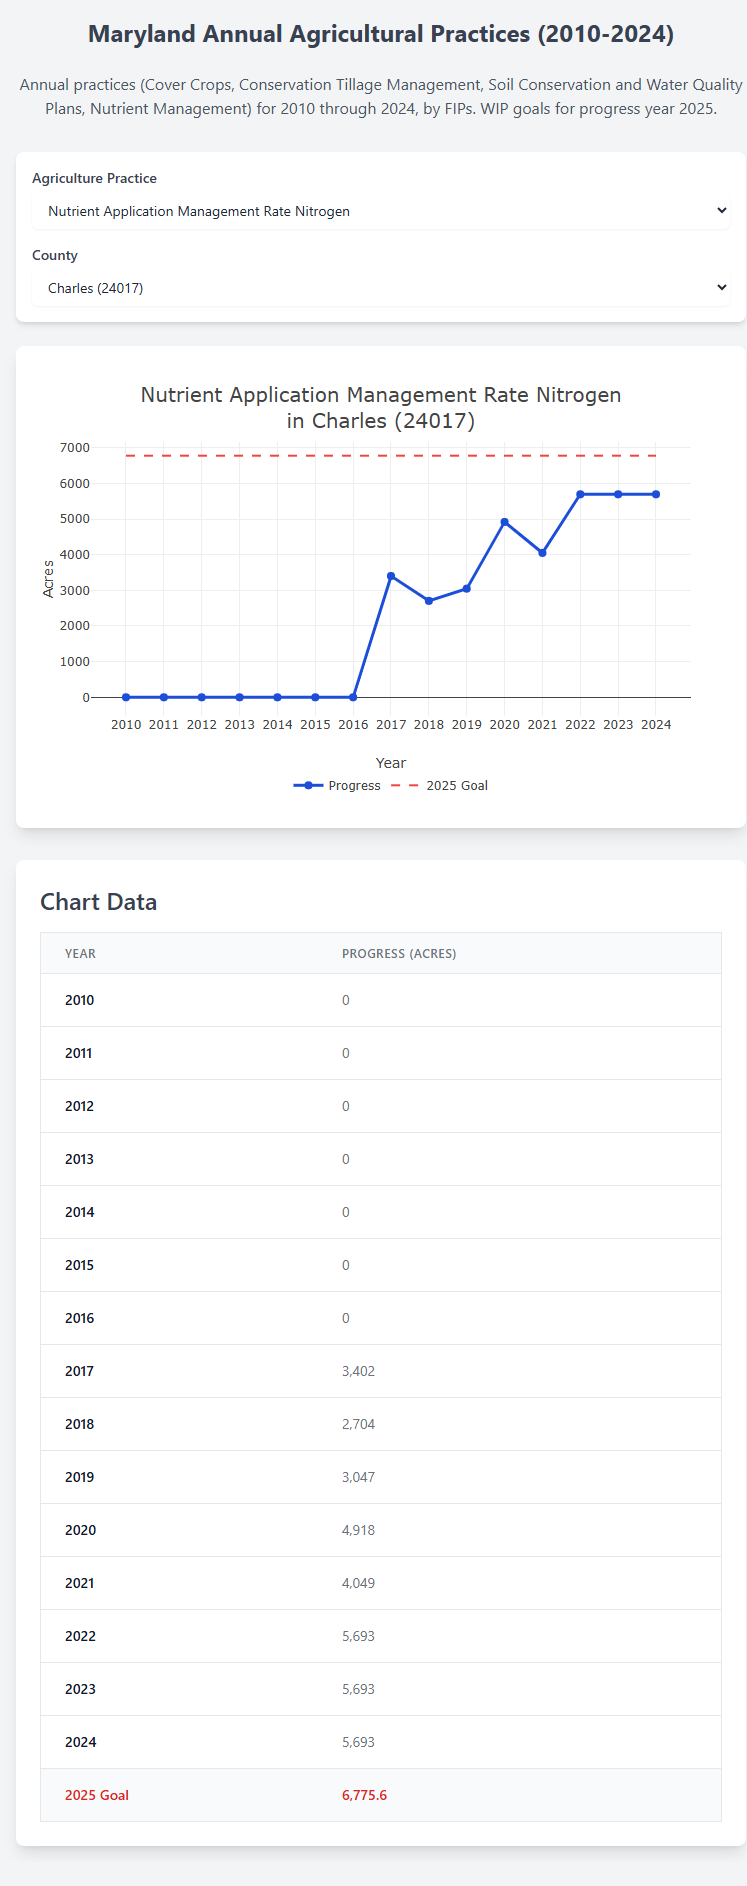 Maryland Annual Agricultural Practices (2010-2024)
Annual practices (Cover Crops, Conservation Tillage Management, Soil Conservation and Water Quality
Plans, Nutrient Management) for 2010 through 2024, by FIPs. WIP goals for progress year 2025.
Agriculture Practice
Nutrient Application Management Rate Nitrogen
County
Charles (24017)
Nutrient Application Management Rate Nitrogen
in Charles (24017)
7000
6000
5000
4000
3000
2000
1000
0
Acres
2010 2011 2012 2013 2014 2015 2016 2017 2018 2019 2020 2021 2022 2023 2024
Year
Progress 2025 Goal
Chart Data
YEAR PROGRESS (ACRES)
2010 0
2011 0
2012 0
2013 0
2014 0
2015 0
2016 0
2017 3,402
2018 2,704
2019 3,047
2020 4,918
2021 4,049
2022 5,693
2023 5,693
2024 5,693
2025 Goal 6,775.6